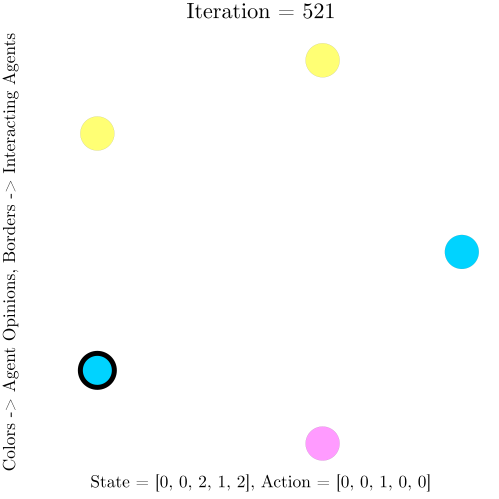 Iteration = 521
Colors -> Agent Opinions, Borders -> Interacting Agents
State = [0, 0, 2, 1, 2], Action = [0, 0, 1, 0, 0]